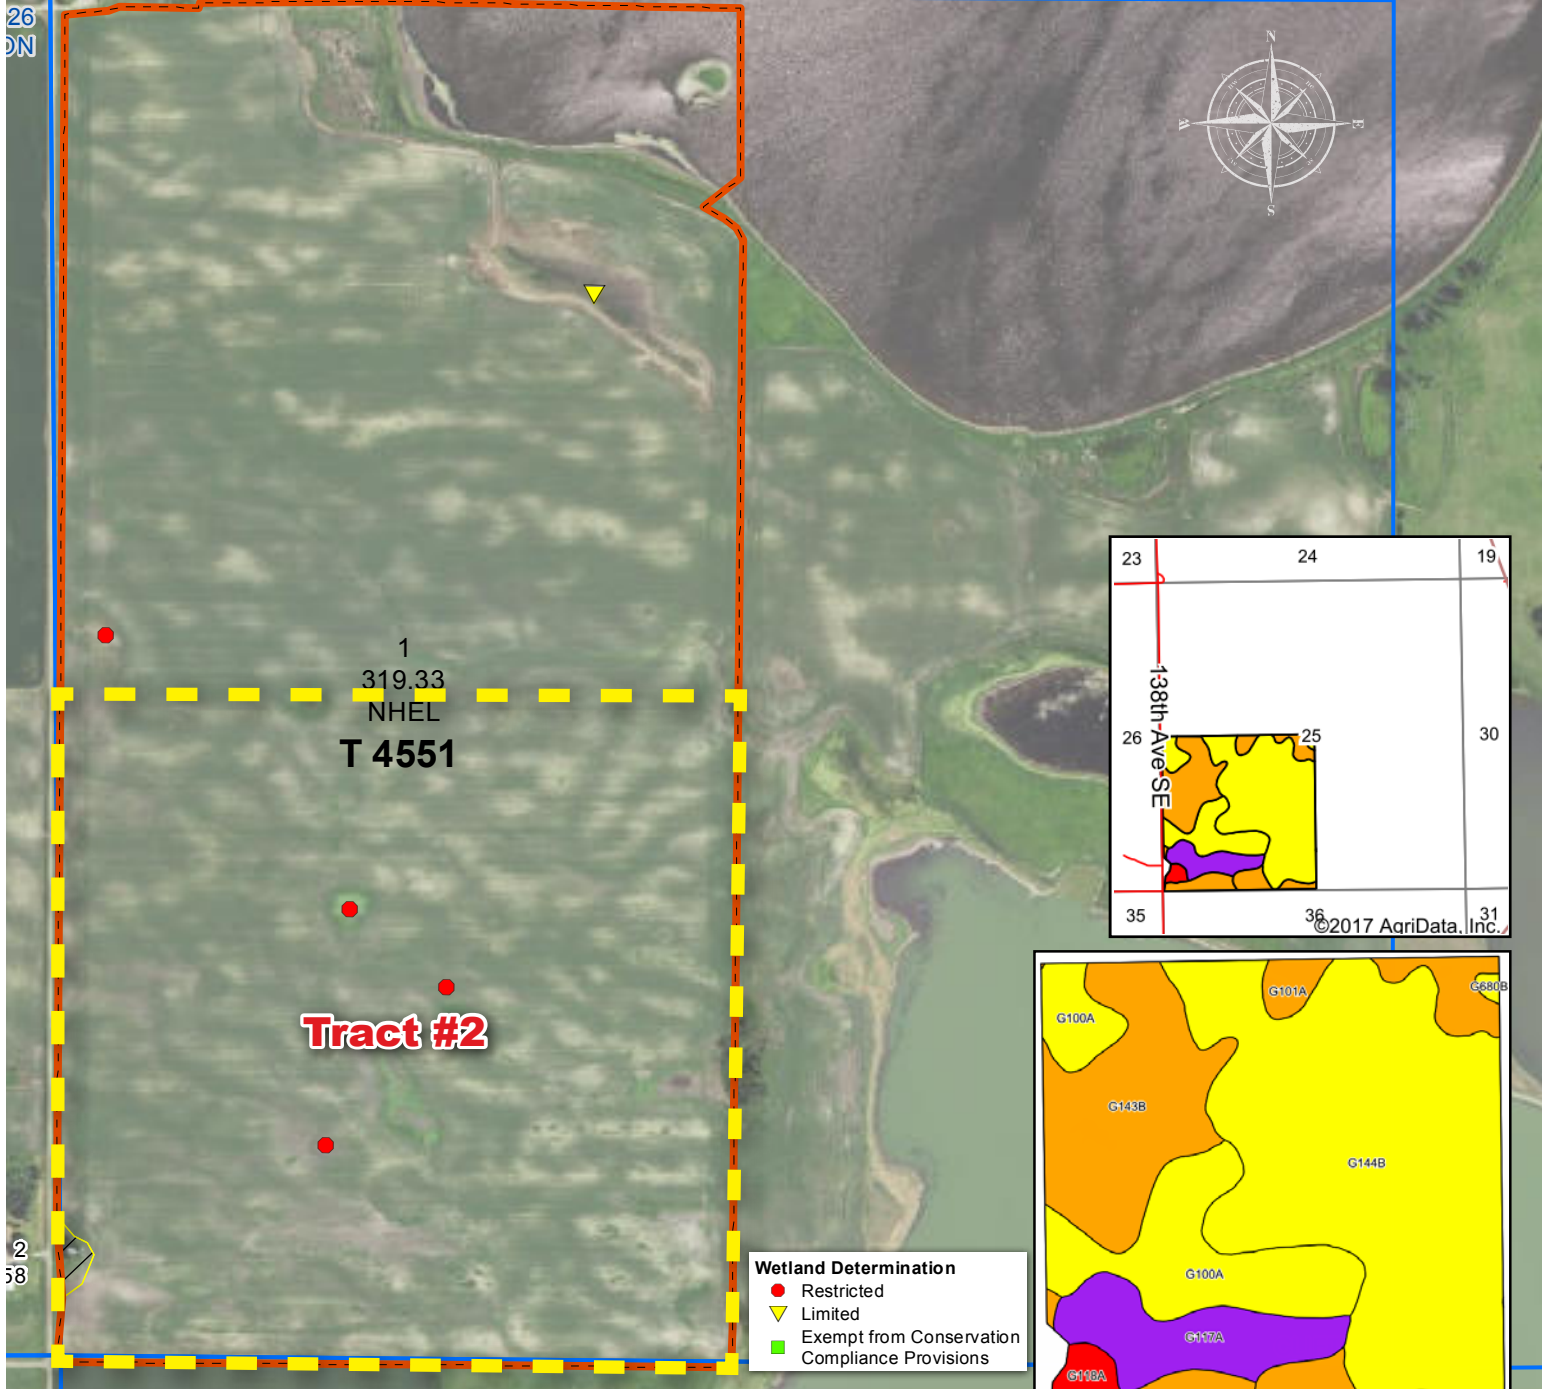 26
ON
N
E
S
W
1
319.33
NHEL
T 4551
Tract #2
2
58
Wetland Determination
Restricted
Limited
Exempt from Conservation
Compliance Provisions
23
24
19
138th Ave SE
26
25
30
35
36
31
©2017 AgriData, Inc.
G100A
G101A
G680B
G143B
G144B
G100A
G117A
G118A